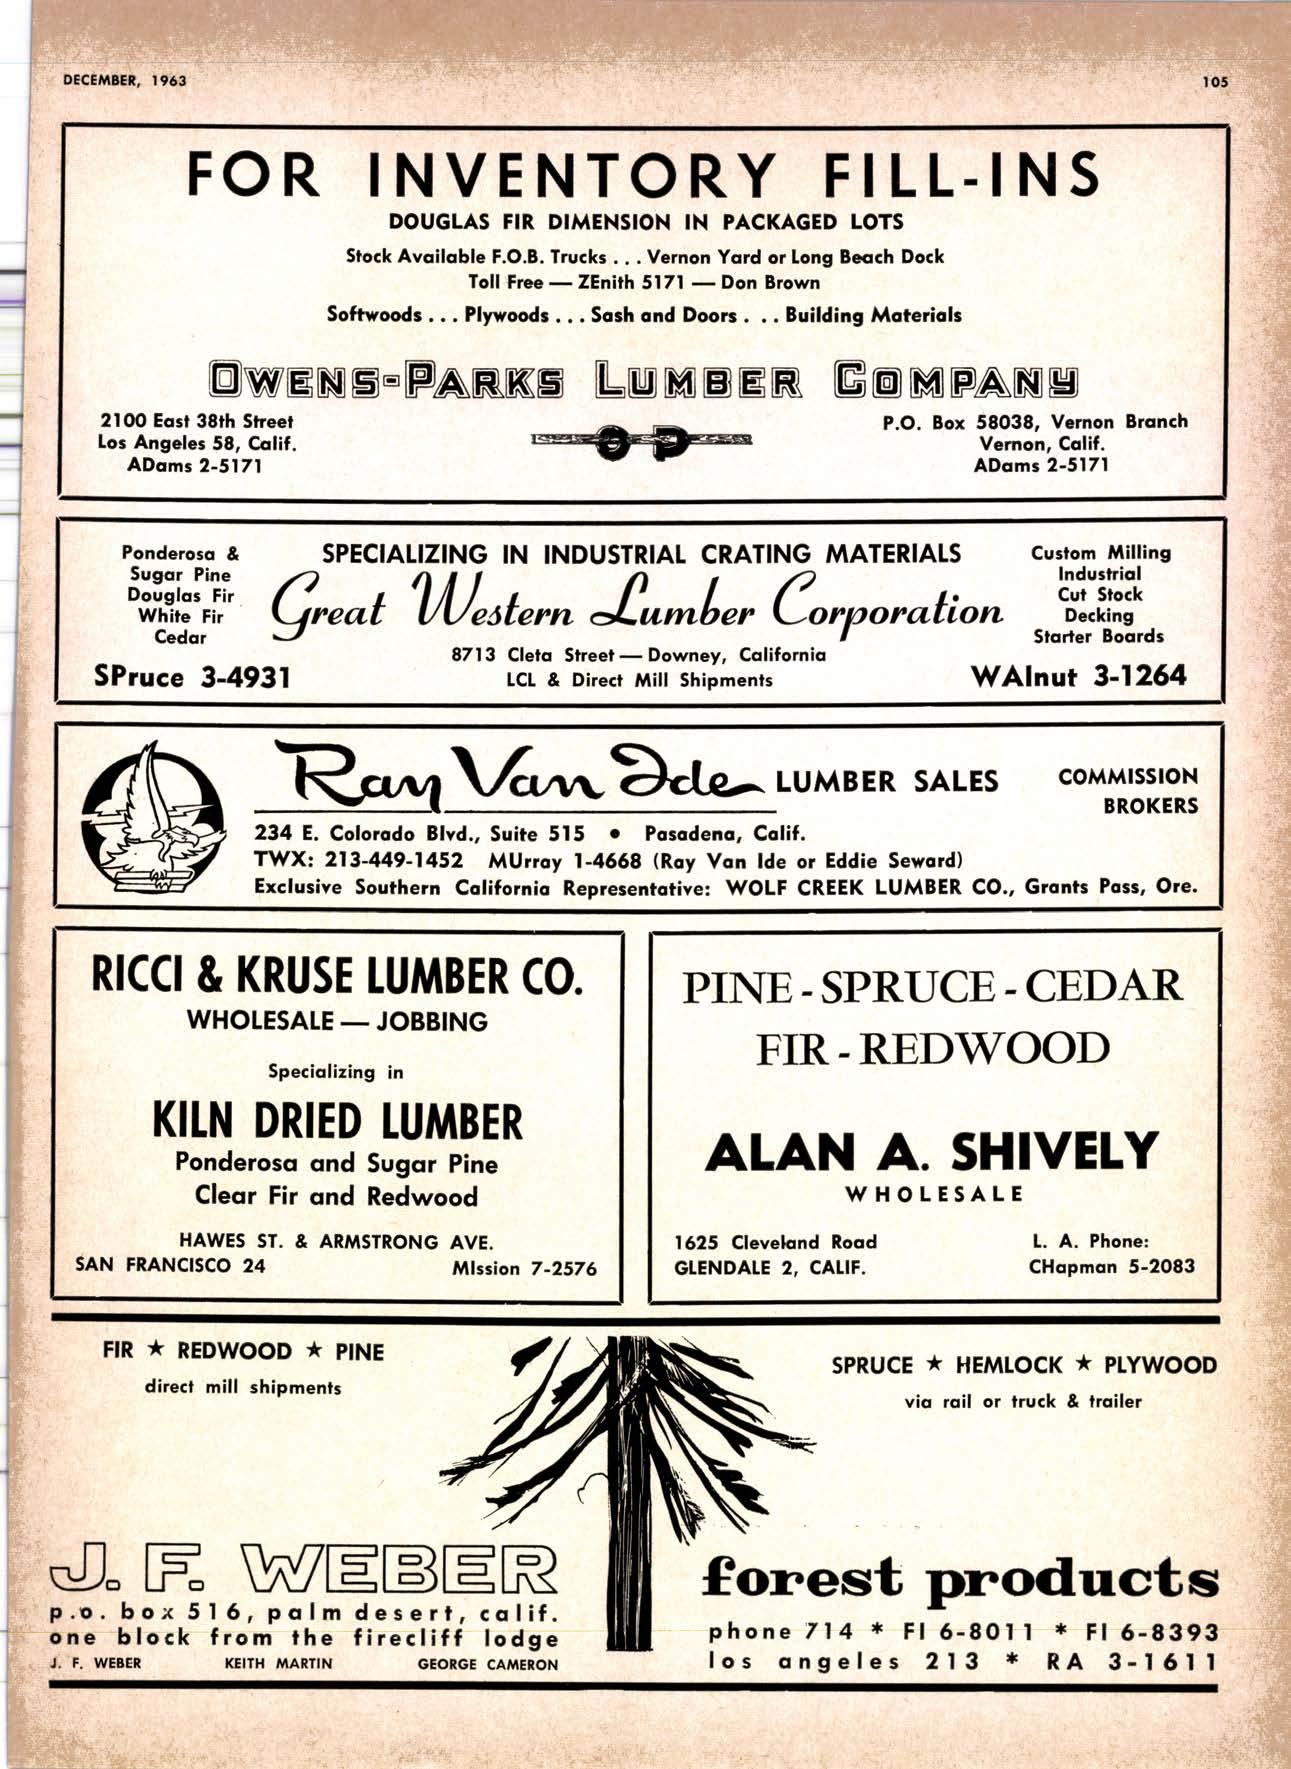 DECEMBER, 1963 105
FOR INVENTORY FILL-INS
DOUGLAS FIR DIMENSION IN PACKAGED LOTS
Stock Available F.O.B. Trucks . . . Vernon Yard or Long Beach Dock
Toll Free — ZEnith 5171 — Don Brown
Softwoods . . . Plywoods . . . Sash and Doors . . . Building Materials
OWENS-PARKS LUMBER COMPANY
2100 East 38th Street
Los Angeles 58, Calif.
ADams 2-5171
O P
P.O. Box 58038, Vernon Branch
Vernon, Calif.
ADams 2-5171
Ponderosa &
Sugar Pine
Douglas Fir
White Fir
Cedar
SPruce 3-4931
SPECIALIZING IN INDUSTRIAL CRATING MATERIALS
Great Western Lumber Corporation
8713 Cleta Street — Downey, California
LCL & Direct Mill Shipments
Custom Milling
Industrial
Cut Stock
Decking
Starter Boards
WAlnut 3-1264
Ray Van Ide LUMBER SALES
COMMISSION
BROKERS
234 E. Colorado Blvd., Suite 515 • Pasadena, Calif.
TWX: 213-449-1452 MUrray 1-4668 (Ray Van Ide or Eddie Seward)
Exclusive Southern California Representative: WOLF CREEK LUMBER CO., Grants Pass, Ore.
RICCI & KRUSE LUMBER CO.
WHOLESALE — JOBBING
Specializing in
KILN DRIED LUMBER
Ponderosa and Sugar Pine
Clear Fir and Redwood
HAWES ST. & ARMSTRONG AVE.
SAN FRANCISCO 24 MIssion 7-2576
PINE - SPRUCE - CEDAR
FIR - REDWOOD
ALAN A. SHIVELY
WHOLESALE
1625 Cleveland Road
GLENDALE 2, CALIF.
L. A. Phone:
CHapman 5-2083
FIR ★ REDWOOD ★ PINE
direct mill shipments
SPRUCE ★ HEMLOCK ★ PLYWOOD
via rail or truck & trailer
J. F. WEBER
p.o. box 516, palm desert, calif.
one block from the firecliff lodge
J. F. WEBER KEITH MARTIN GEORGE CAMERON
forest products
phone 714 * FI 6-8011 * FI 6-8393
los angeles 213 * RA 3-1611